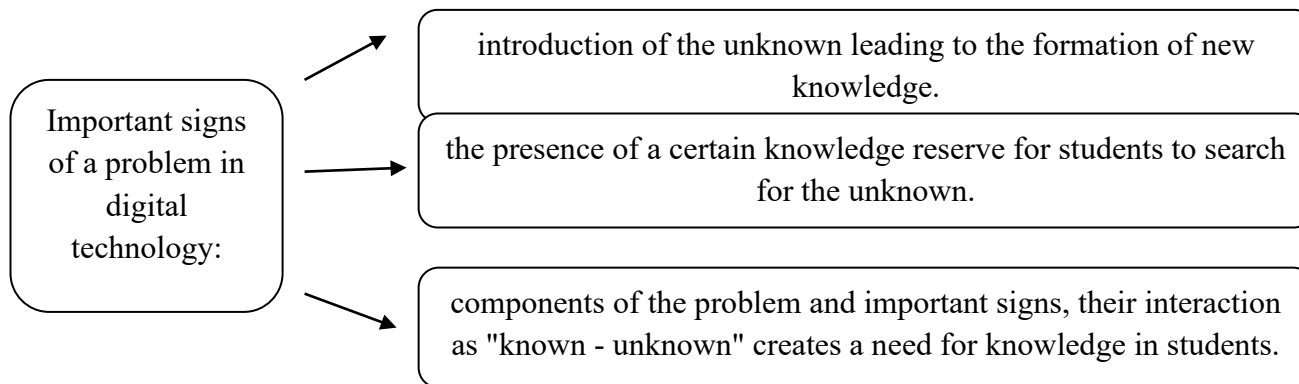 Important signs
of a problem in
digital
technology:
introduction of the unknown leading to the formation of new
knowledge.
the presence of a certain knowledge reserve for students to search
for the unknown.
components of the problem and important signs, their interaction
as "known - unknown" creates a need for knowledge in students.